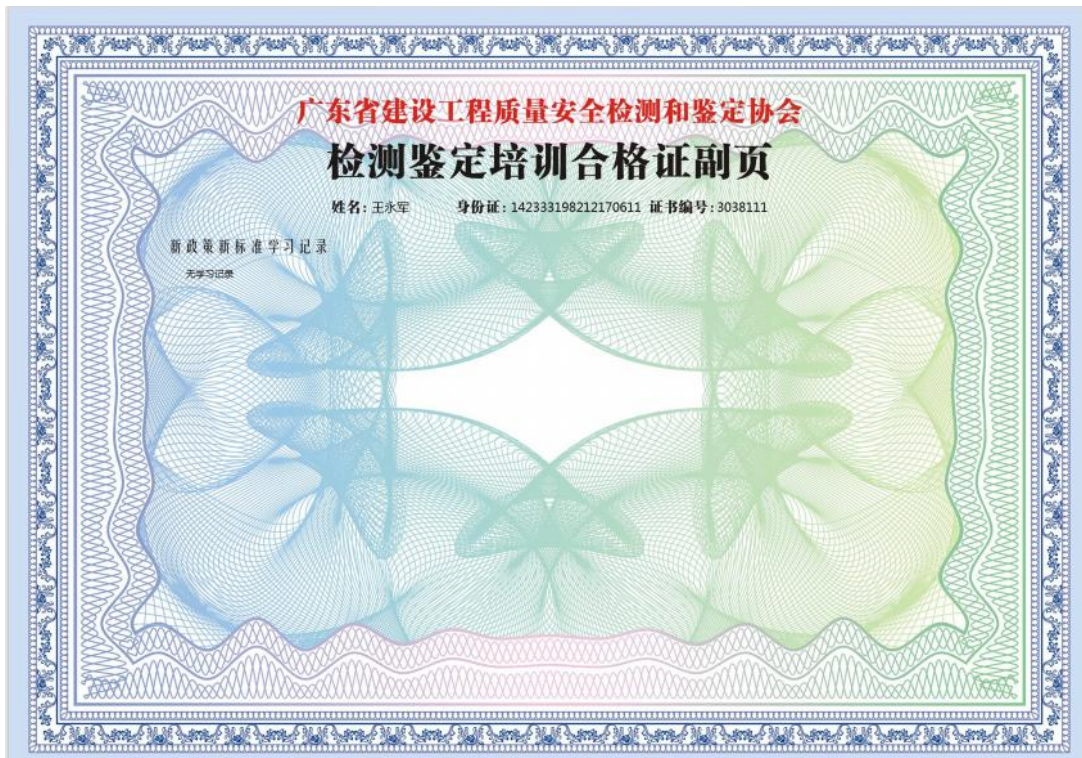 广东省建设工程质量安全检测和鉴定协会
检测鉴定培训合格证副页
姓名: 王永军 身份证: 142333198212170611 证书编号: 3038111
新政策新标准学习记录
无学习记录